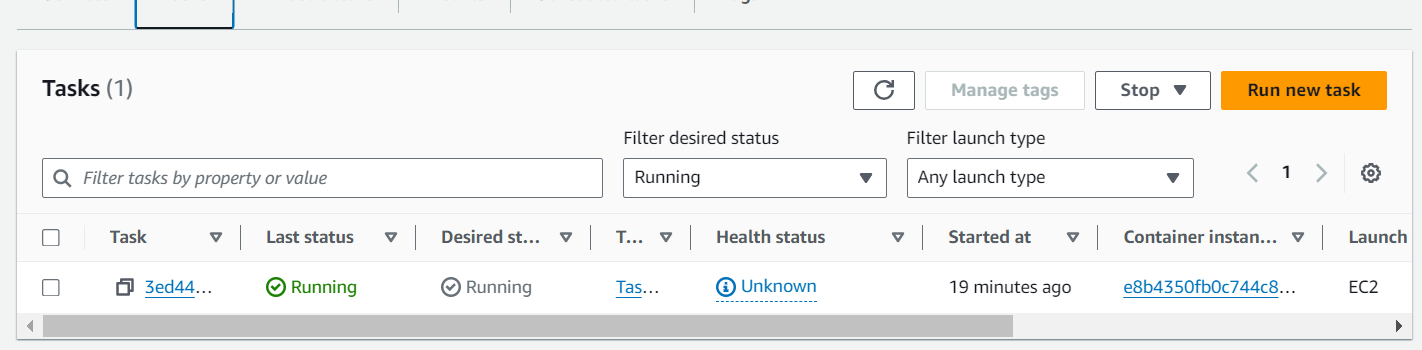 Tasks (1)
Manage tags
Stop
Run new task
Filter desired status
Filter launch type
Filter tasks by property or value
Running
Any launch type
1
Task
Last status
Desired st...
T...
Health status
Started at
Container instan...
Launch
3ed44...
Running
Running
Tas...
Unknown
19 minutes ago
e8b4350fb0c744c8...
EC2